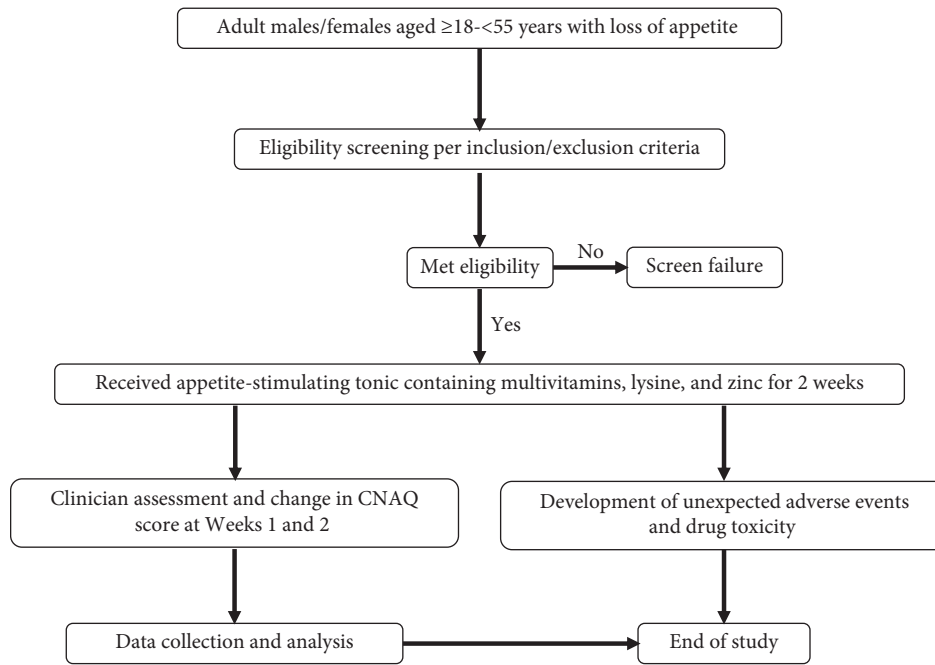 Adult males/females aged ≥18-<55 years with loss of appetite
Eligibility screening per inclusion/exclusion criteria
Met eligibility
No
Screen failure
Yes
Received appetite-stimulating tonic containing multivitamins, lysine, and zinc for 2 weeks
Clinician assessment and change in CNAQ
score at Weeks 1 and 2
Development of unexpected adverse events
and drug toxicity
Data collection and analysis
End of study